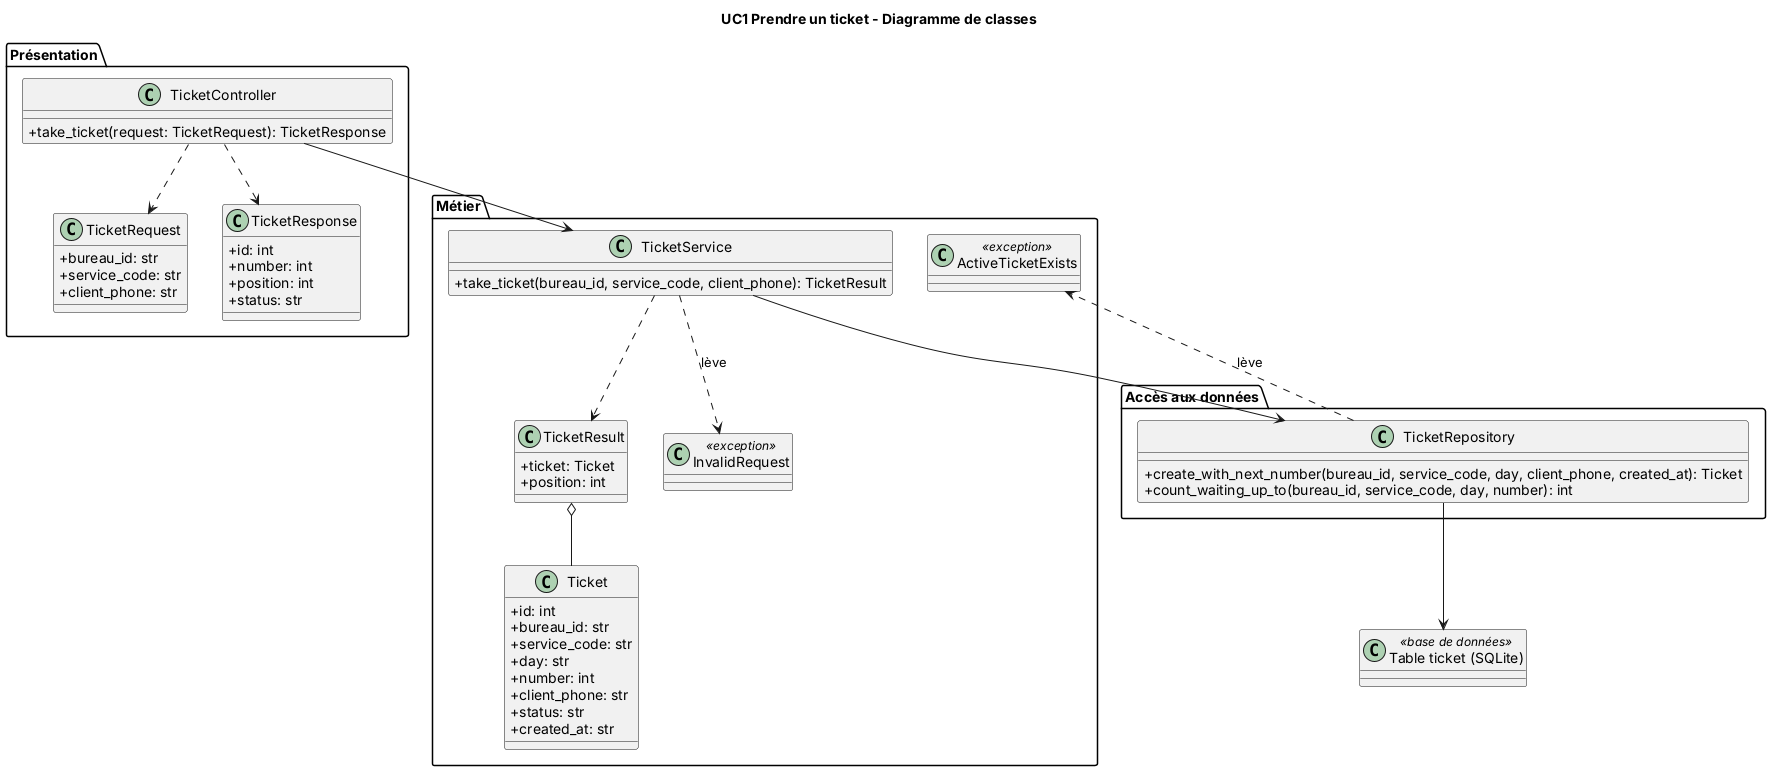 UC1 Prendre un ticket - Diagramme de classes
Présentation
C TicketController
+take_ticket(request: TicketRequest): TicketResponse
C TicketRequest
+bureau_id: str
+service_code: str
+client_phone: str
C TicketResponse
+id: int
+number: int
+position: int
+status: str
Métier
C TicketService
+take_ticket(bureau_id, service_code, client_phone): TicketResult
C «exception»
ActiveTicketExists
lève
lève
C TicketResult
+ticket: Ticket
+position: int
C «exception»
InvalidRequest
C Ticket
+id: int
+bureau_id: str
+service_code: str
+day: str
+number: int
+client_phone: str
+status: str
+created_at: str
Accès aux données
C TicketRepository
+create_with_next_number(bureau_id, service_code, day, client_phone, created_at): Ticket
+count_waiting_up_to(bureau_id, service_code, day, number): int
C «base de données»
Table ticket (SQLite)